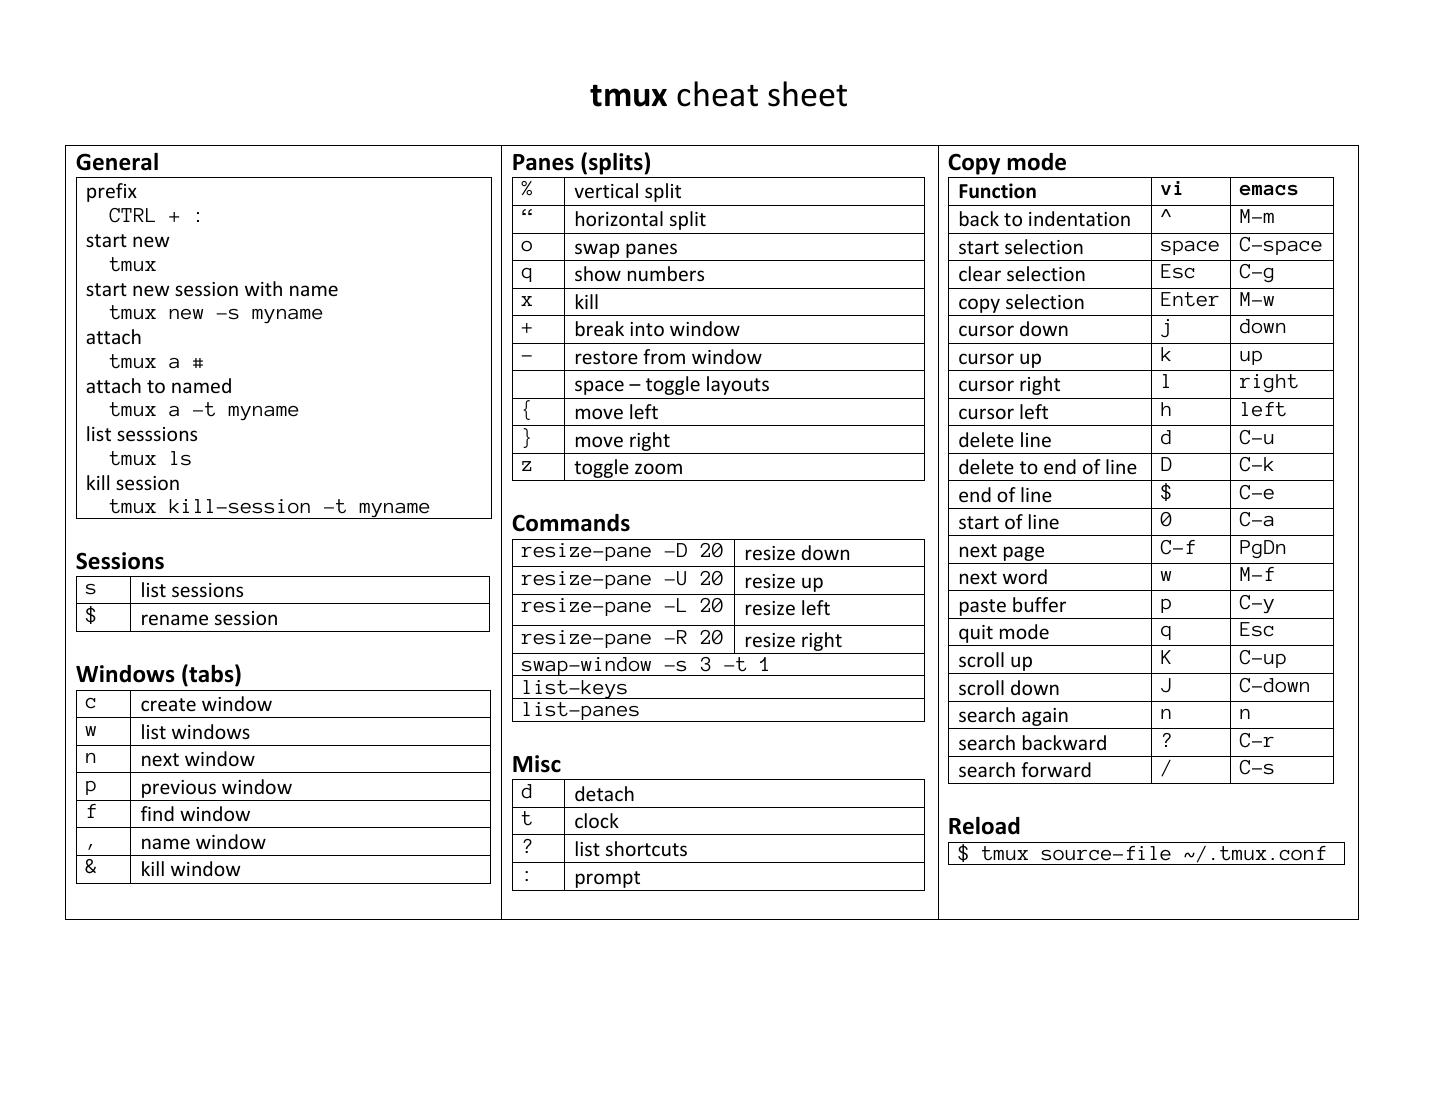 tmux cheat sheet
General
prefix
CTRL + :
start new
tmux
start new session with name
tmux new -s myname
attach
tmux a #
attach to named
tmux a -t myname
list sesssions
tmux ls
kill session
tmux kill-session -t myname
Sessions
s list sessions
$ rename session
Windows (tabs)
c create window
w list windows
n next window
p previous window
f find window
, name window
& kill window
Panes (splits)
% vertical split
“ horizontal split
o swap panes
q show numbers
x kill
+ break into window
– restore from window
space – toggle layouts
{ move left
} move right
z toggle zoom
Commands
resize-pane -D 20 resize down
resize-pane -U 20 resize up
resize-pane -L 20 resize left
resize-pane -R 20 resize right
swap-window -s 3 -t 1
list-keys
list-panes
Misc
d detach
t clock
? list shortcuts
: prompt
Copy mode
Function vi emacs
back to indentation ^ M-m
start selection space C-space
clear selection Esc C-g
copy selection Enter M-w
cursor down j down
cursor up k up
cursor right l right
cursor left h left
delete line d C-u
delete to end of line D C-k
end of line $ C-e
start of line 0 C-a
next page C-f PgDn
next word w M-f
paste buffer p C-y
quit mode q Esc
scroll up K C-up
scroll down J C-down
search again n n
search backward ? C-r
search forward / C-s
Reload
$ tmux source-file ~/.tmux.conf